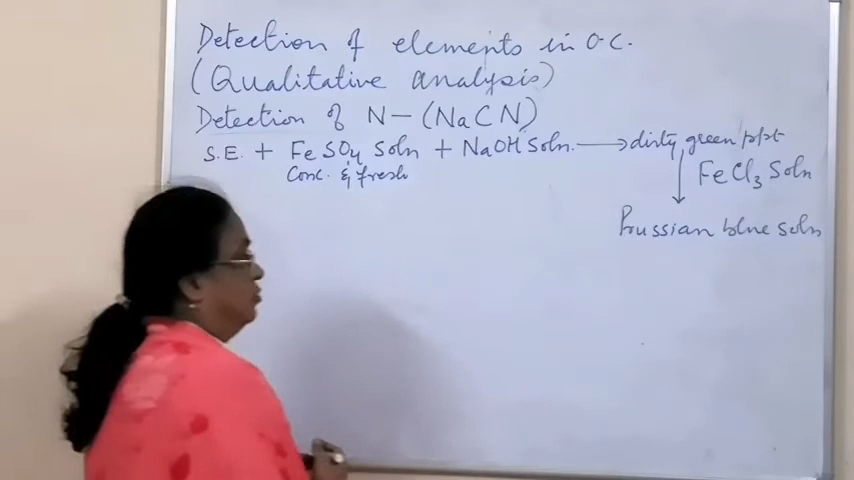 Detection of elements in O.C.
(Qualitative analysis)
Detection of N - (NaCN)
S.E. + FeSO4 Soln + NaOH Soln. → dirty green ppt
Conc. & fresh
↓ FeCl3 Soln
Prussian blue soln